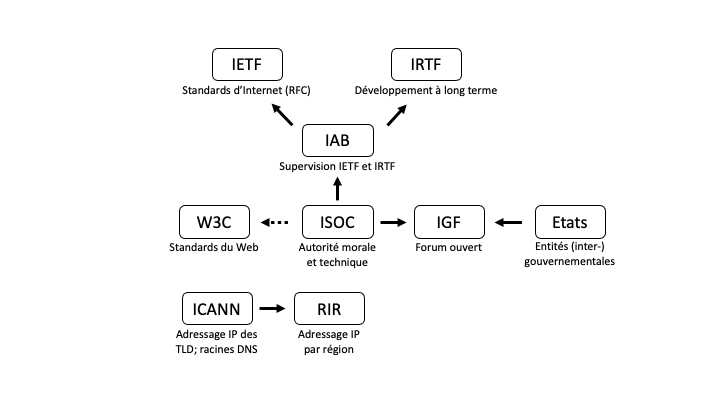 IETF
Standards d'Internet (RFC)
IRTF
Développement à long terme
IAB
Supervision IETF et IRTF
W3C
Standards du Web
ISOC
Autorité morale
et technique
IGF
Forum ouvert
Etats
Entités (inter-)
gouvernementales
ICANN
Adressage IP des
TLD; racines DNS
RIR
Adressage IP
par région